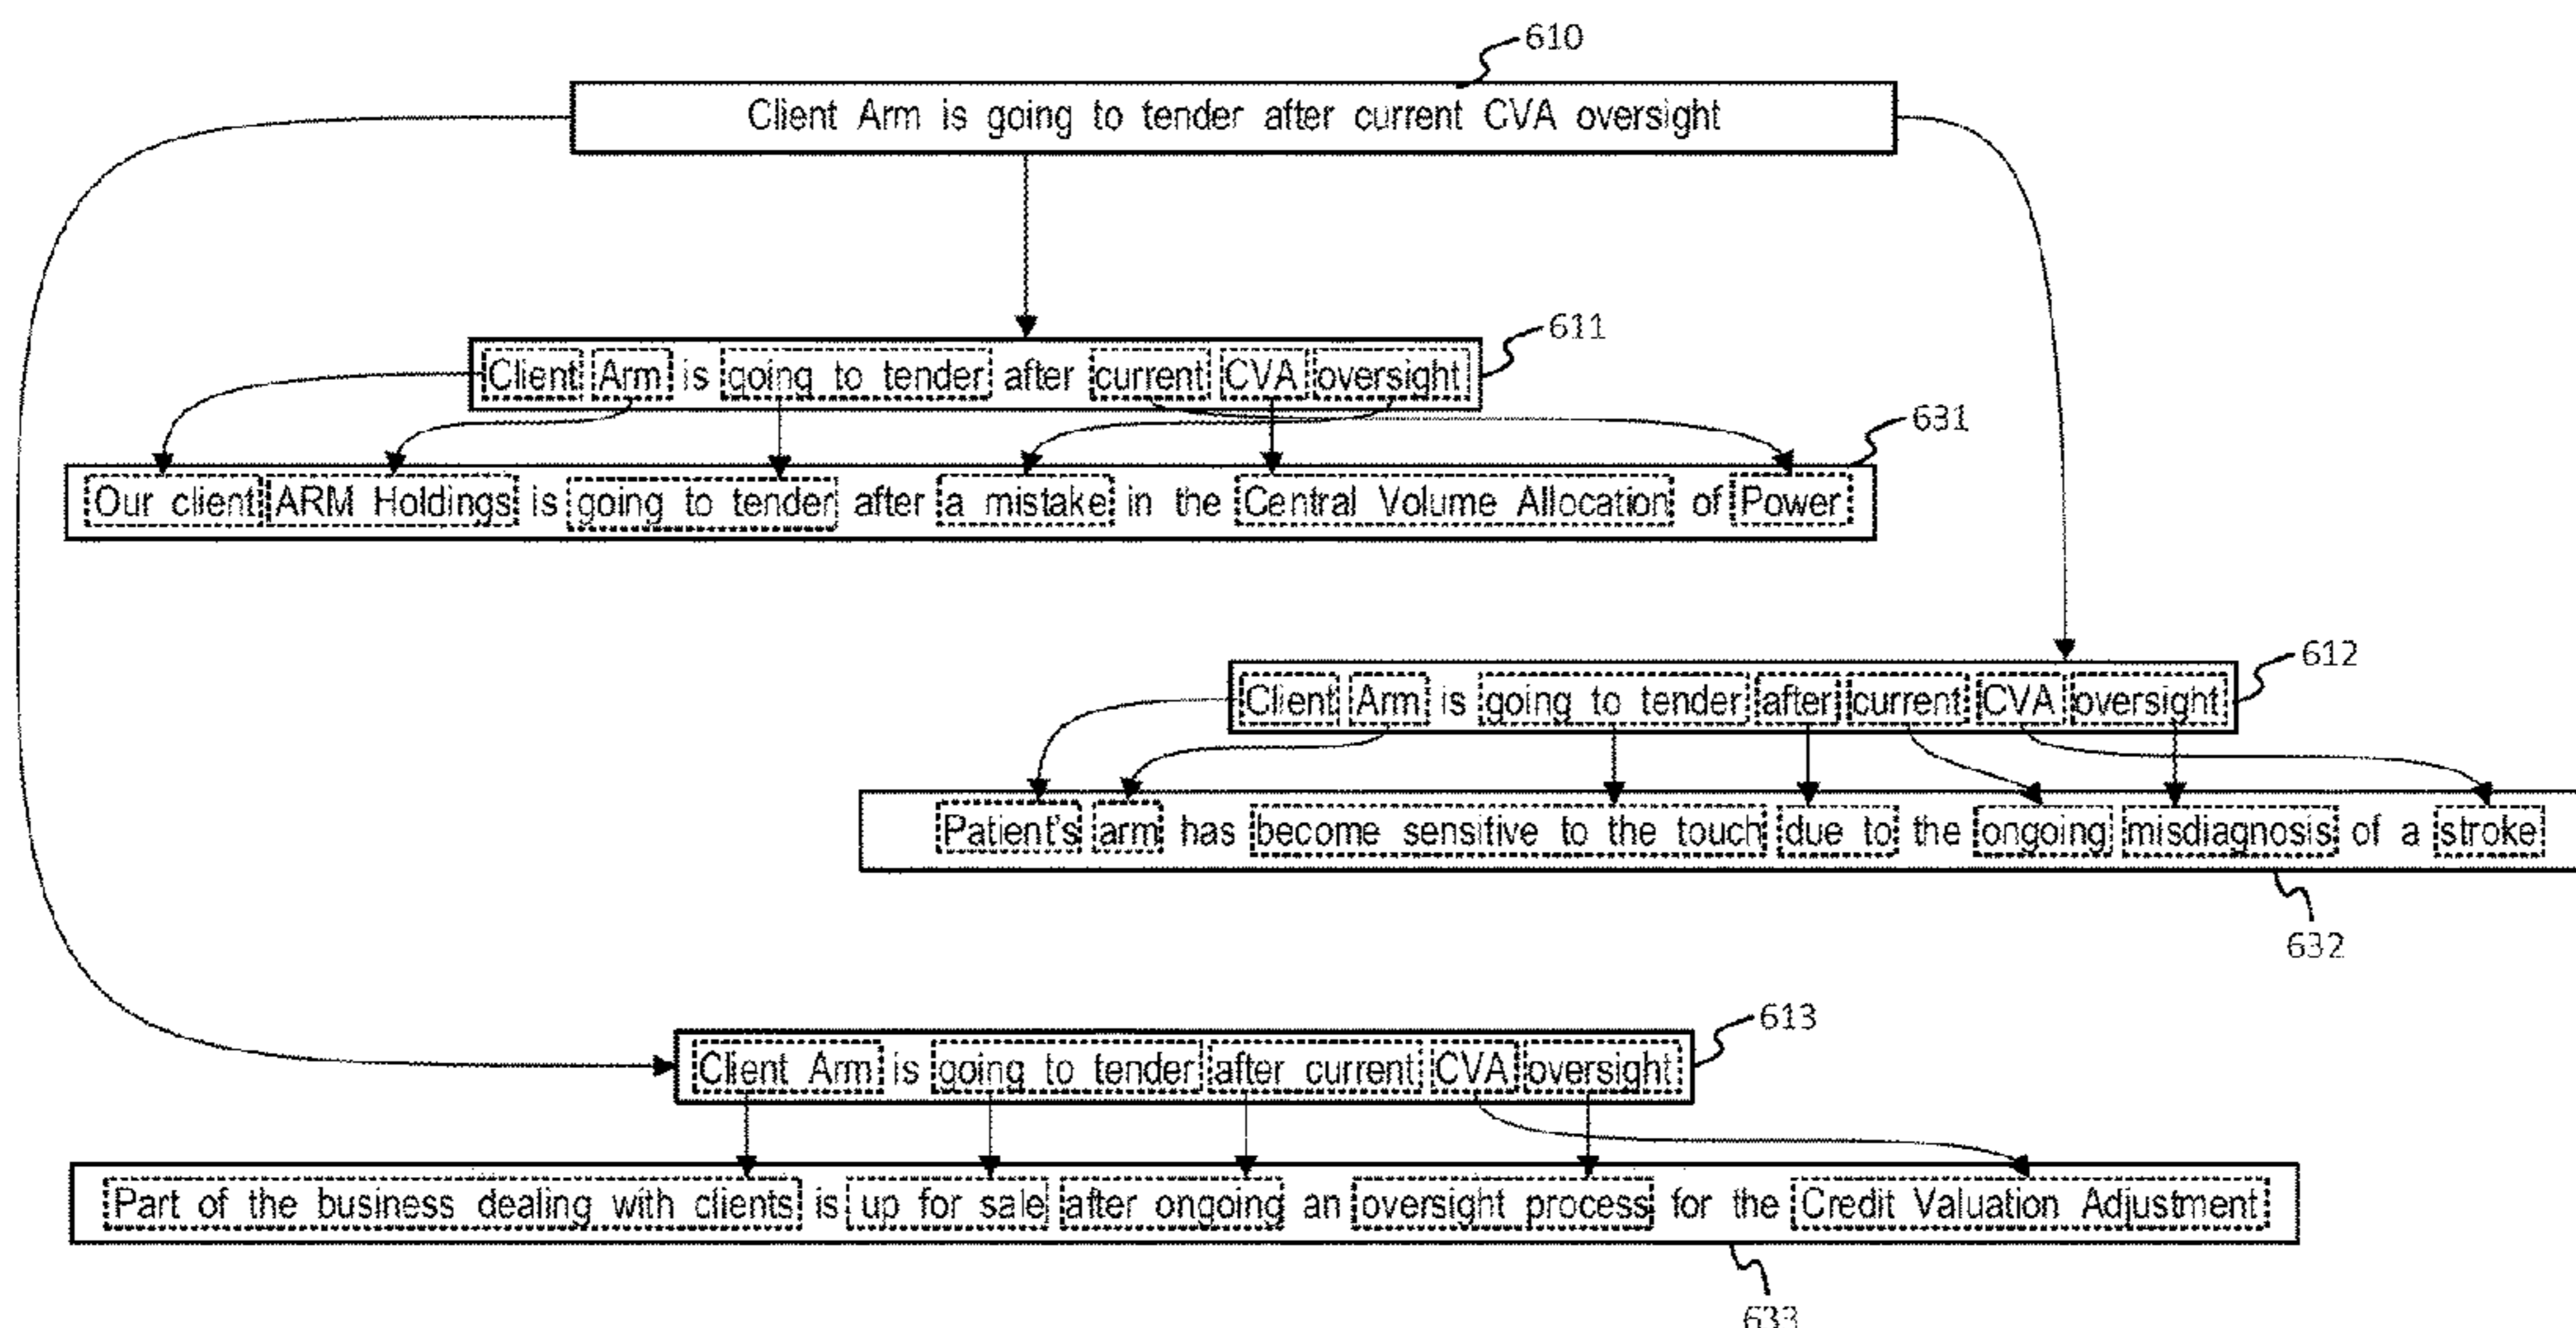 610
Client Arm is going to tender after current CVA oversight
611
Client Arm is going to tender after current CVA oversight
631
Our client ARM Holdings is going to tender after a mistake in the Central Volume Allocation of Power
612
Client Arm is going to tender after current CVA oversight
Patient's arm has become sensitive to the touch due to the ongoing misdiagnosis of a stroke
632
613
Client Arm is going to tender after current CVA oversight
Part of the business dealing with clients is up for sale after ongoing an oversight process for the Credit Valuation Adjustment
633